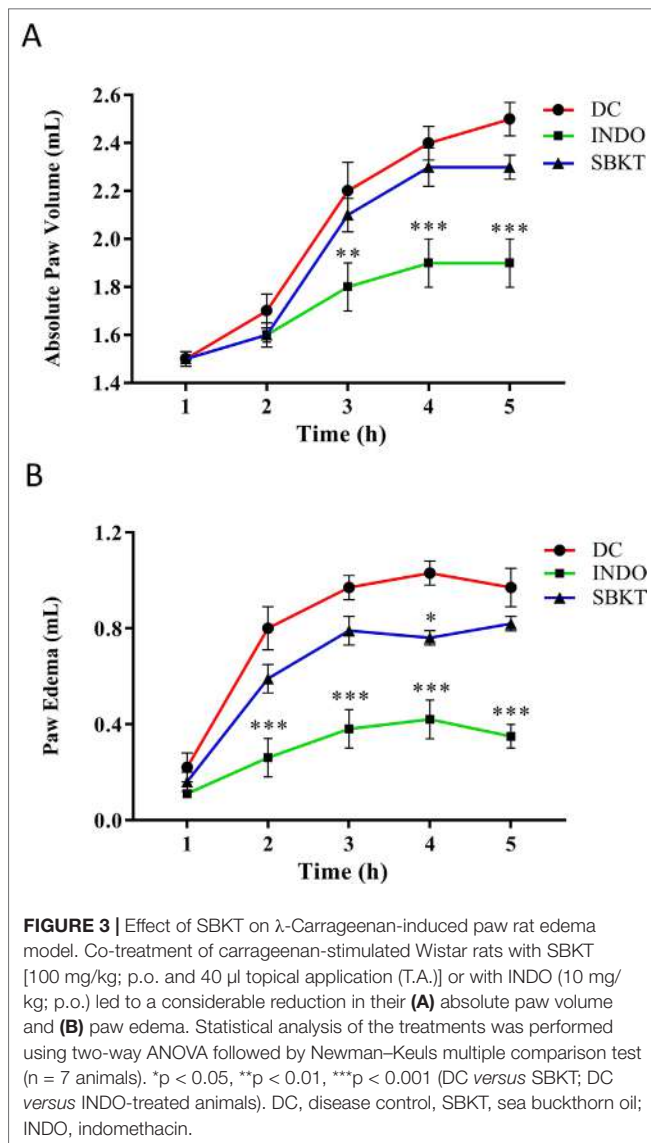 A
Absolute Paw Volume (mL)
2.6
2.4
2.2
2.0
1.8
1.6
1.4
DC
INDO
SBKT
**
***
***
1
2
3
4
5
Time (h)
B
Paw Edema (mL)
1.2
0.8
0.4
0.0
DC
INDO
SBKT
*
***
***
***
***
1
2
3
4
5
Time (h)
FIGURE 3 | Effect of SBKT on λ-Carrageenan-induced paw rat edema
model. Co-treatment of carrageenan-stimulated Wistar rats with SBKT
[100 mg/kg; p.o. and 40 µl topical application (T.A.)] or with INDO (10 mg/
kg; p.o.) led to a considerable reduction in their (A) absolute paw volume
and (B) paw edema. Statistical analysis of the treatments was performed
using two-way ANOVA followed by Newman–Keuls multiple comparison test
(n = 7 animals). *p < 0.05, **p < 0.01, ***p < 0.001 (DC versus SBKT; DC
versus INDO-treated animals). DC, disease control, SBKT, sea buckthorn oil;
INDO, indomethacin.